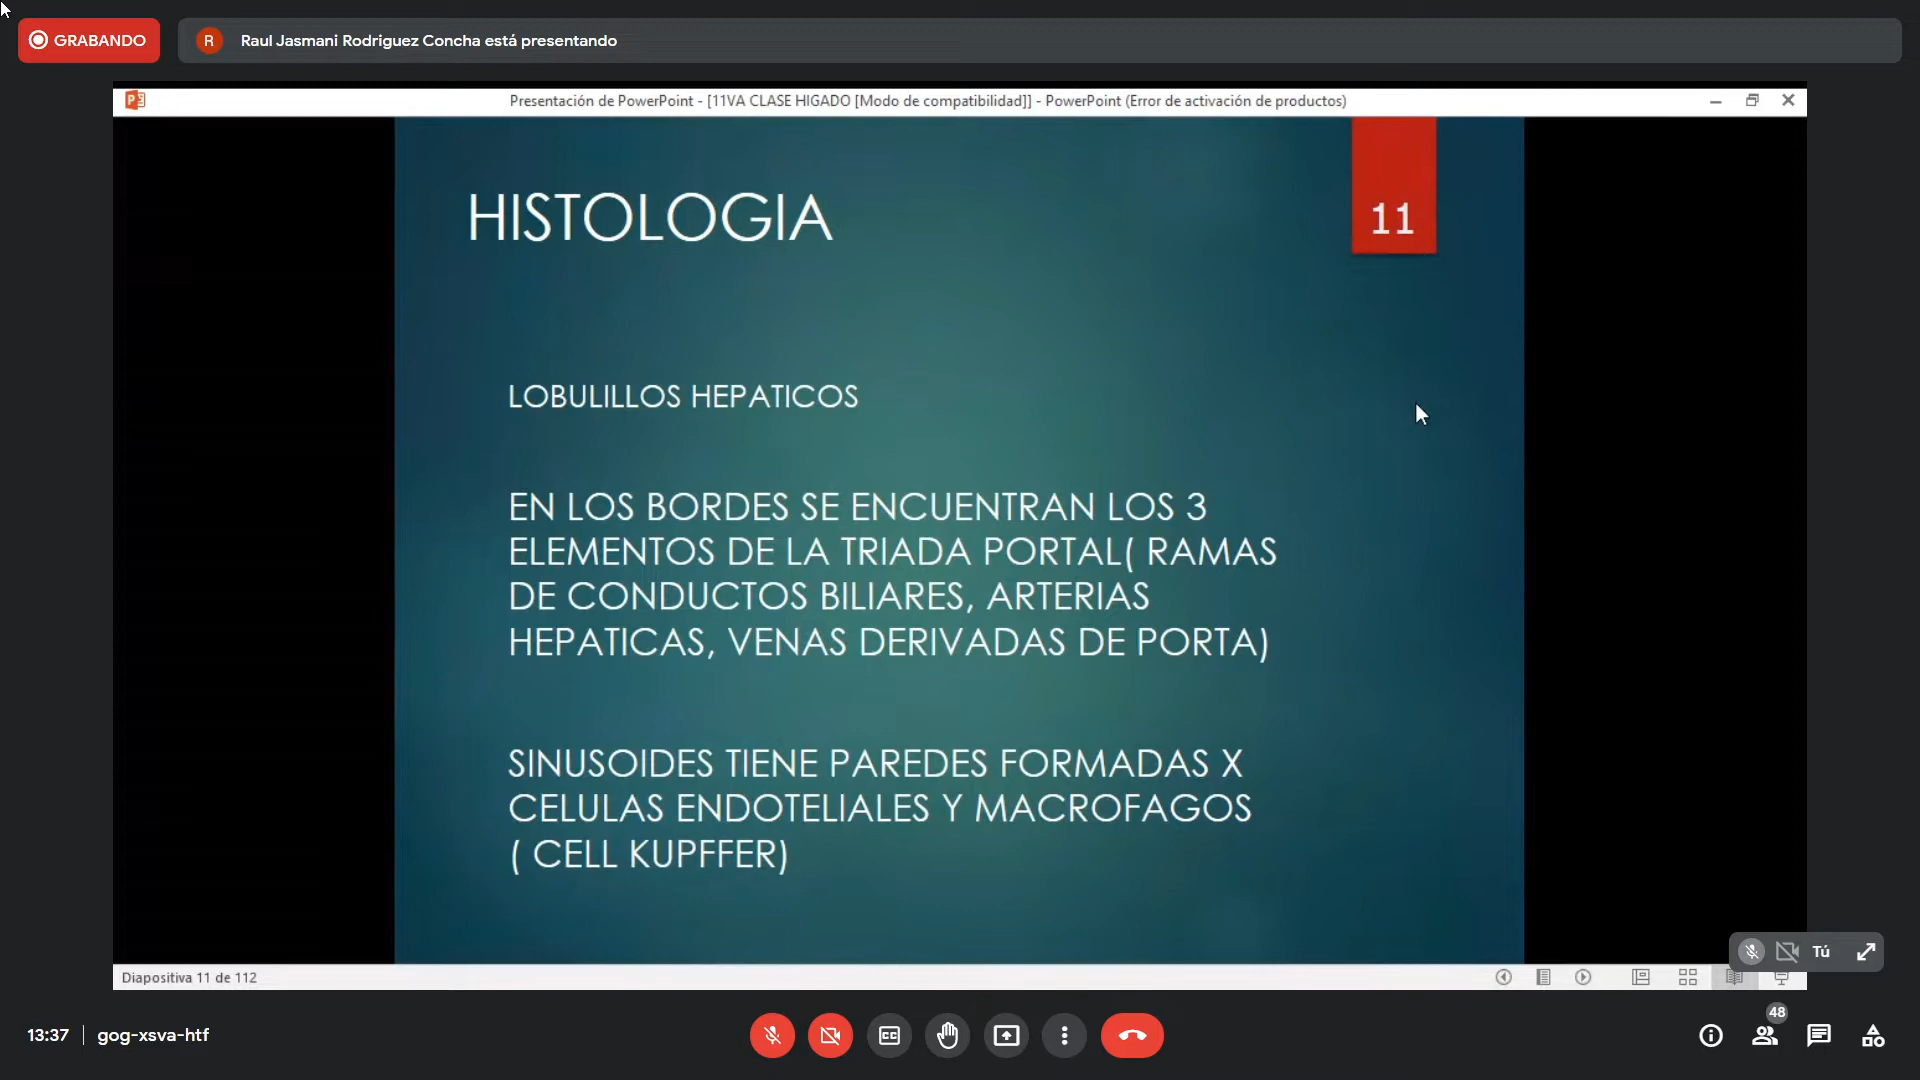 GRABANDO
R
Raul Jasmani Rodriguez Concha está presentando
Presentación de PowerPoint - [11VA CLASE HIGADO [Modo de compatibilidad]] - PowerPoint (Error de activación de productos)
HISTOLOGIA
11
LOBULILLOS HEPATICOS
EN LOS BORDES SE ENCUENTRAN LOS 3
ELEMENTOS DE LA TRIADA PORTAL( RAMAS
DE CONDUCTOS BILIARES, ARTERIAS
HEPATICAS, VENAS DERIVADAS DE PORTA)
SINUSOIDES TIENE PAREDES FORMADAS X
CELULAS ENDOTELIALES Y MACROFAGOS
( CELL KUPFFER)
Tú
Diapositiva 11 de 112
48
13:37
gog-xsva-htf